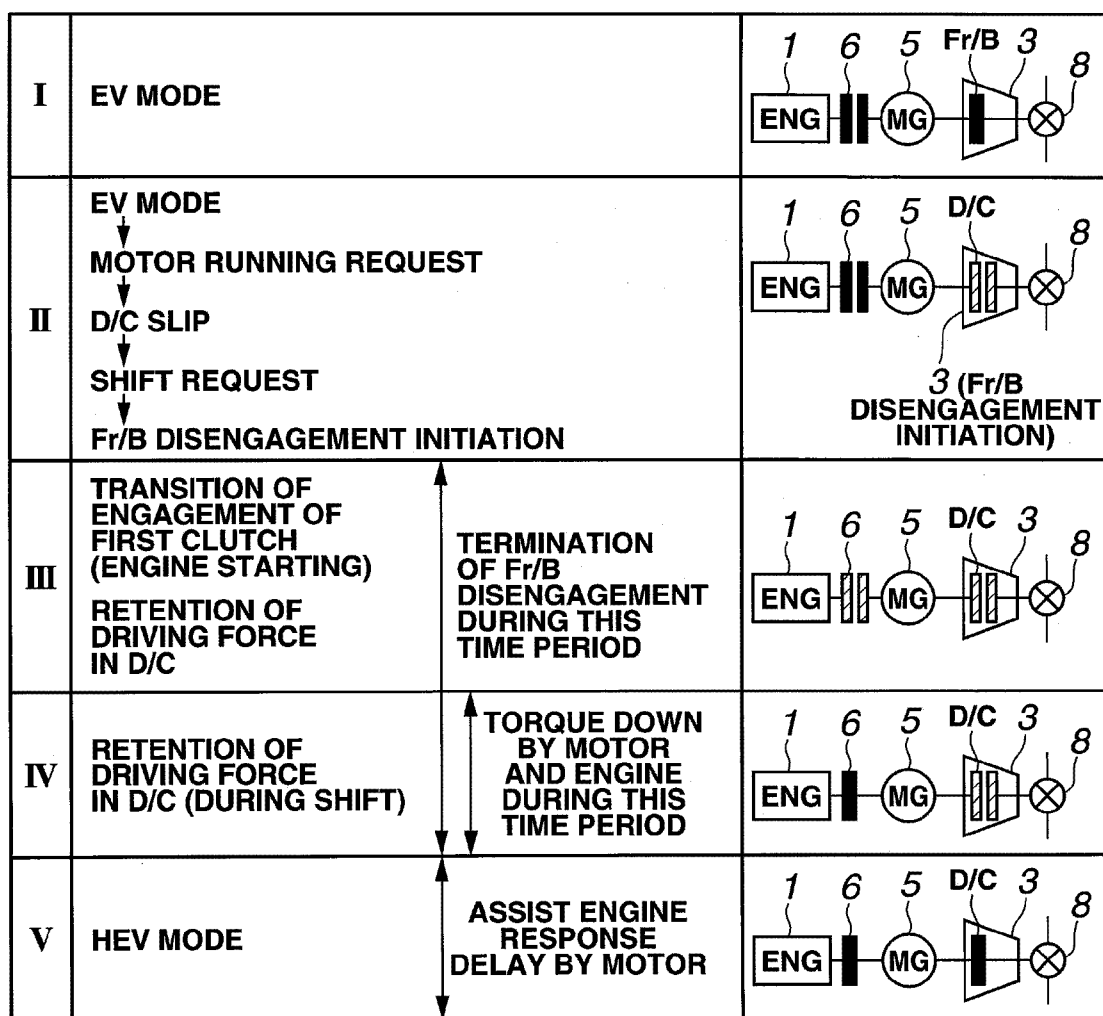 I
EV MODE
1 6 5 Fr/B 3 8
ENG MG
II
EV MODE
MOTOR RUNNING REQUEST
D/C SLIP
SHIFT REQUEST
Fr/B DISENGAGEMENT INITIATION
1 6 5 D/C 8
ENG MG
3 (Fr/B
DISENGAGEMENT
INITIATION)
III
TRANSITION OF
ENGAGEMENT OF
FIRST CLUTCH
(ENGINE STARTING)
RETENTION OF
DRIVING FORCE
IN D/C
TERMINATION
OF Fr/B
DISENGAGEMENT
DURING THIS
TIME PERIOD
1 6 5 D/C 3 8
ENG MG
IV
RETENTION OF
DRIVING FORCE
IN D/C (DURING SHIFT)
TORQUE DOWN
BY MOTOR
AND ENGINE
DURING THIS
TIME PERIOD
1 6 5 D/C 3 8
ENG MG
V
HEV MODE
ASSIST ENGINE
RESPONSE
DELAY BY MOTOR
1 6 5 D/C 3 8
ENG MG